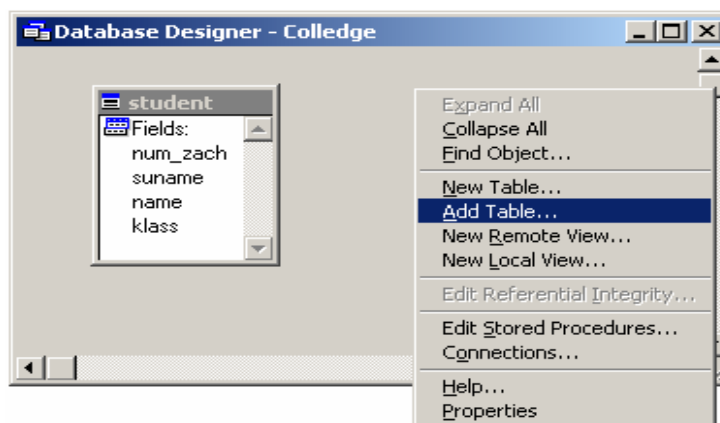 Database Designer - Colledge
student
Fields:
num_zach
suname
name
klass
Expand All
Collapse All
Find Object...
New Table...
Add Table...
New Remote View...
New Local View...
Edit Referential Integrity...
Edit Stored Procedures...
Connections...
Help...
Properties